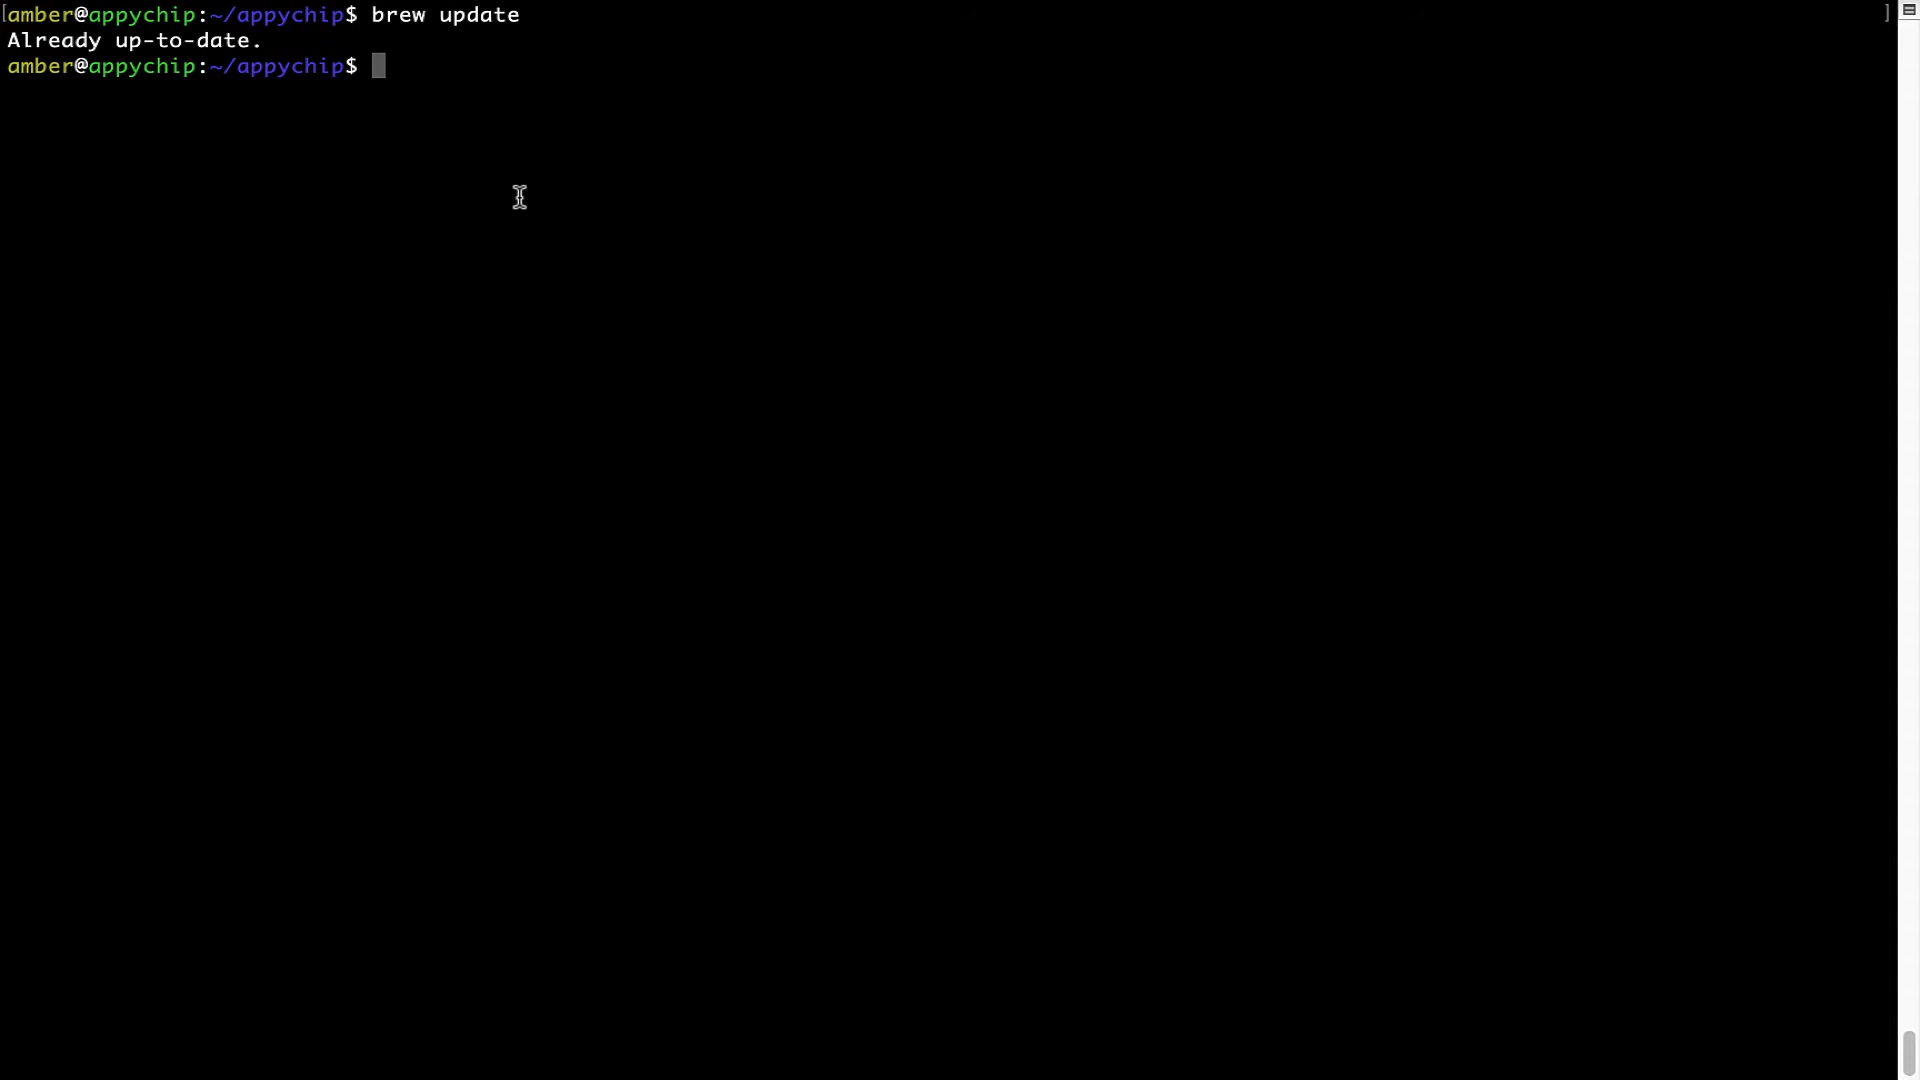 [amber@appychip:~/appychip$ brew update ]
Already up-to-date.
amber@appychip:~/appychip$